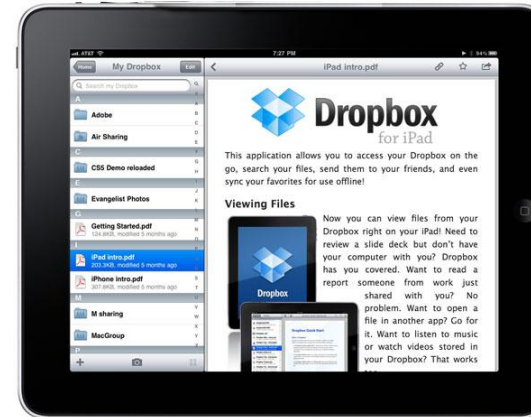 AT&T
7:27 PM
94%
Home
My Dropbox
Edit
iPad intro.pdf
Search my Dropbox
A
Adobe
Air Sharing
C
CS5 Demo reloaded
E
Evangelist Photos
G
Getting Started.pdf
124.8KB, modified 5 months ago
I
iPad intro.pdf
203.3KB, modified 5 months ago
iPhone intro.pdf
307.8KB, modified 5 months ago
M
M sharing
MacGroup
P
Dropbox
for iPad
This application allows you to access your Dropbox on the
go, search your files, send them to your friends, and even
sync your favorites for use offline!
Viewing Files
Now you can view files from your
Dropbox right on your iPad! Need to
review a slide deck but don't have
your computer with you? Dropbox
has you covered. Want to read a
report someone from work just
shared with you? No
problem. Want to open a
file in another app? Go for
it. Want to listen to music
or watch videos stored in
your Dropbox? That works
Dropbox
Dropbox Quick Start